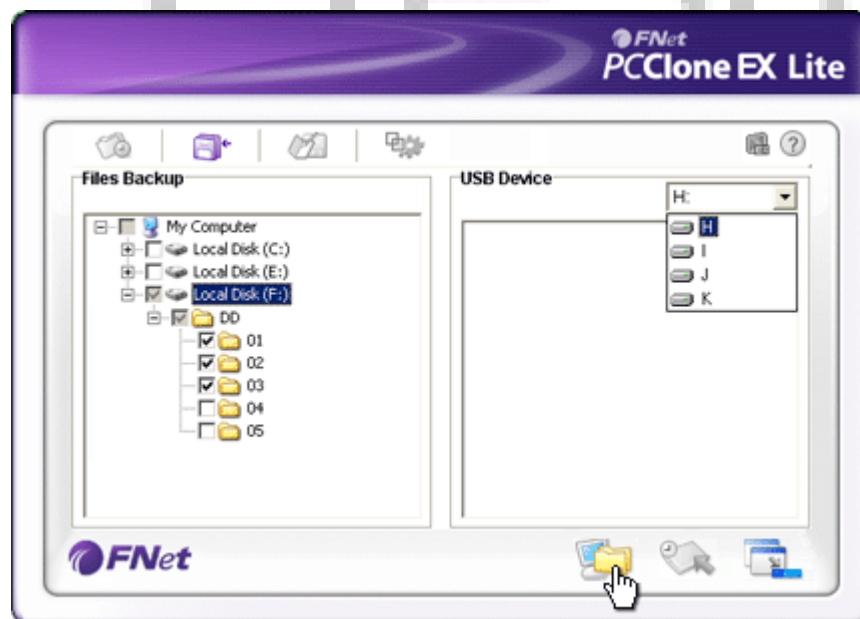 FNet
PCClone EX Lite
Files Backup
My Computer
Local Disk (C:)
Local Disk (E:)
Local Disk (F:)
DD
01
02
03
04
05
USB Device
H:
H
I
J
K
FNet